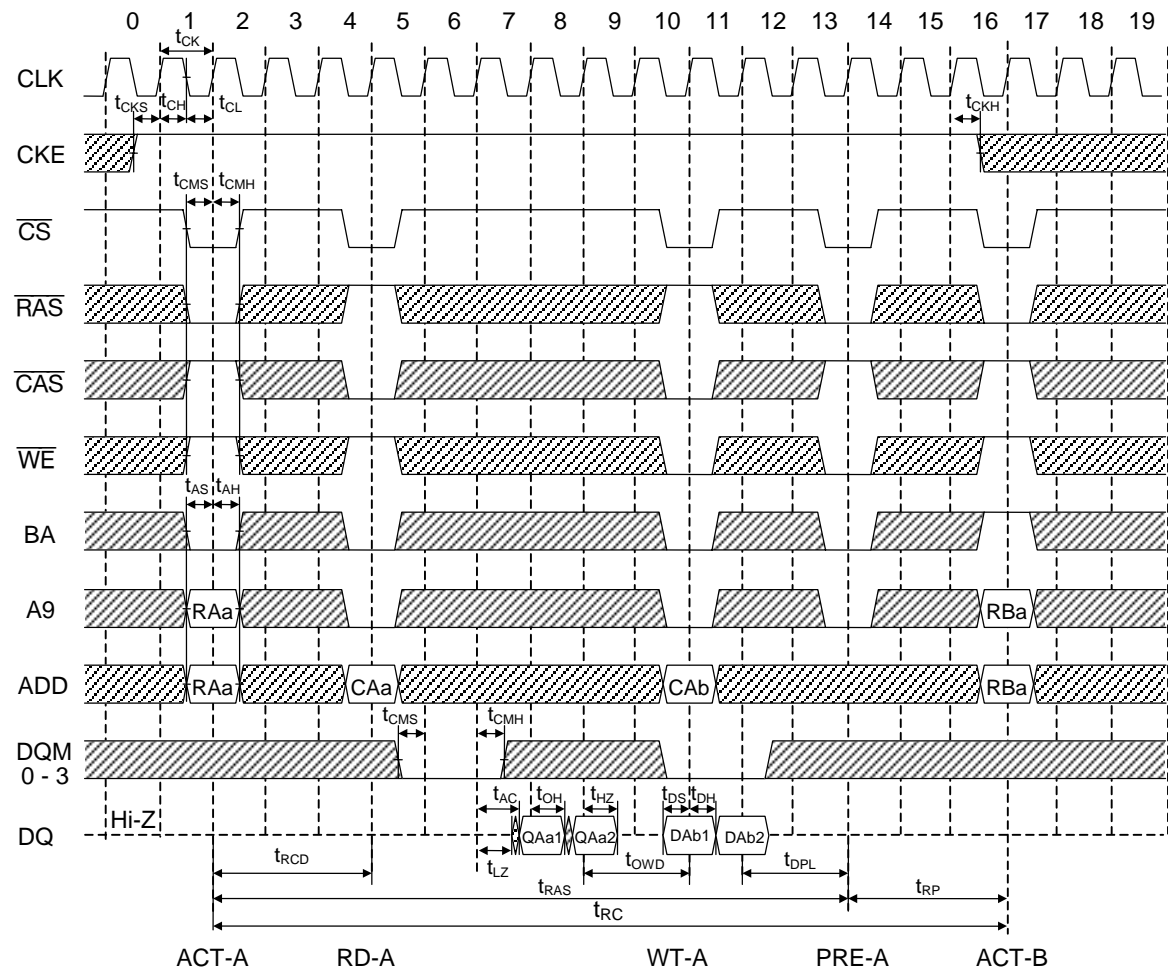 0 1 2 3 4 5 6 7 8 9 10 11 12 13 14 15 16 17 18 19
tCK
CLK
tCKS tCH tCL tCKH
CKE
tCMS tCMH
CS
RAS
CAS
WE
tAS tAH
BA
A9 RAa RBa
ADD RAa CAa CAb RBa
tCMS tCMH
DQM
0 - 3
tAC tOH tHZ tDS tDH
Hi-Z
DQ QAa1 QAa2 DAb1 DAb2
tRCD tLZ tOWD tDPL
tRAS tRP
tRC
ACT-A RD-A WT-A PRE-A ACT-B